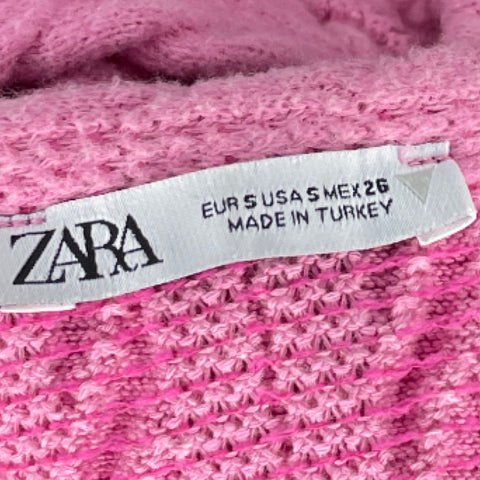 ZARA
EUR S USA S MEX 26
MADE IN TURKEY